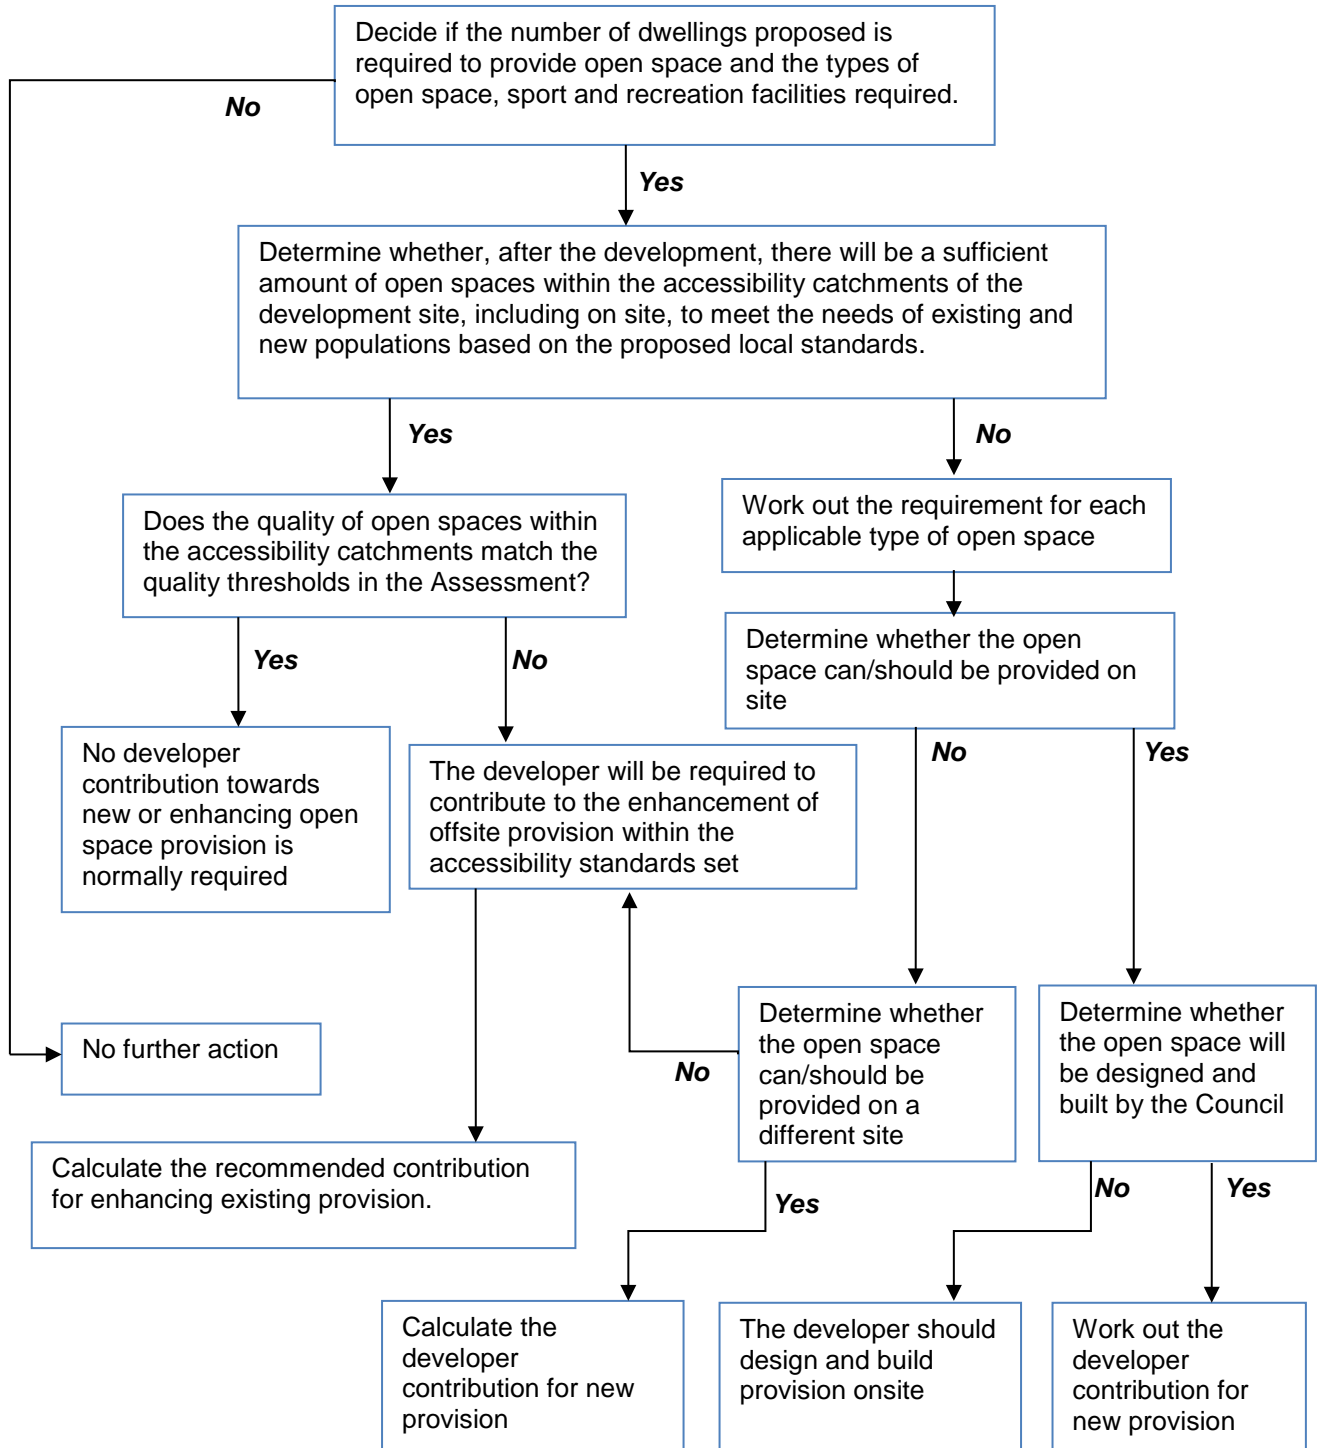 Decide if the number of dwellings proposed is
required to provide open space and the types of
open space, sport and recreation facilities required.
No
Yes
Determine whether, after the development, there will be a sufficient
amount of open spaces within the accessibility catchments of the
development site, including on site, to meet the needs of existing and
new populations based on the proposed local standards.
Yes
No
Does the quality of open spaces within
the accessibility catchments match the
quality thresholds in the Assessment?
Work out the requirement for each
applicable type of open space
Yes
No
Determine whether the open
space can/should be provided on
site
No developer
contribution towards
new or enhancing open
space provision is
normally required
The developer will be required to
contribute to the enhancement of
offsite provision within the
accessibility standards set
No
Yes
No further action
Determine whether
the open space
can/should be
provided on a
different site
No
Determine whether
the open space will
be designed and
built by the Council
Calculate the recommended contribution
for enhancing existing provision.
Yes
No
Yes
Calculate the
developer
contribution for new
provision
The developer should
design and build
provision onsite
Work out the
developer
contribution for
new provision